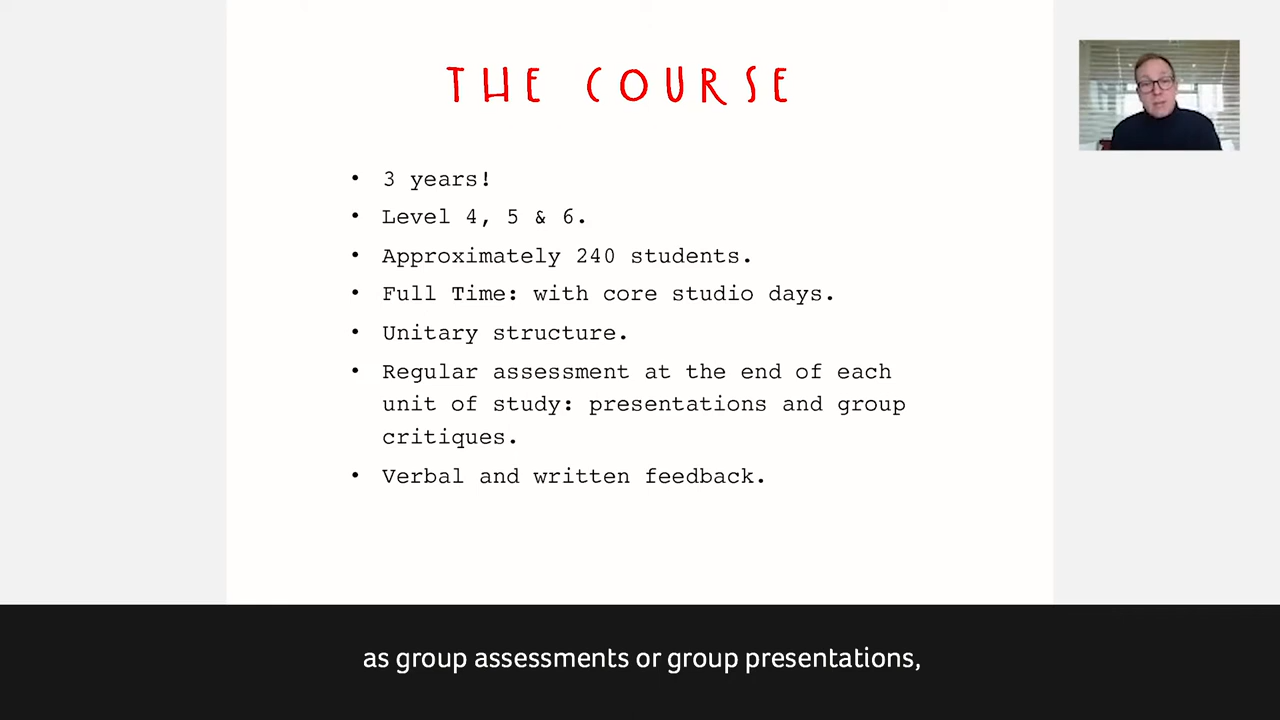 THE COURSE
• 3 years!
• Level 4, 5 & 6.
• Approximately 240 students.
• Full Time: with core studio days.
• Unitary structure.
• Regular assessment at the end of each
unit of study: presentations and group
critiques.
• Verbal and written feedback.
as group assessments or group presentations,